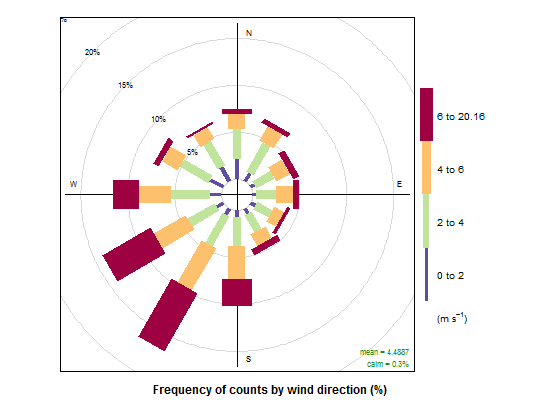 %
20%
15%
10%
5%
N
W
E
S
6 to 20.16
4 to 6
2 to 4
0 to 2
(m s⁻¹)
mean = 4.4887
calm = 0.3%
Frequency of counts by wind direction (%)